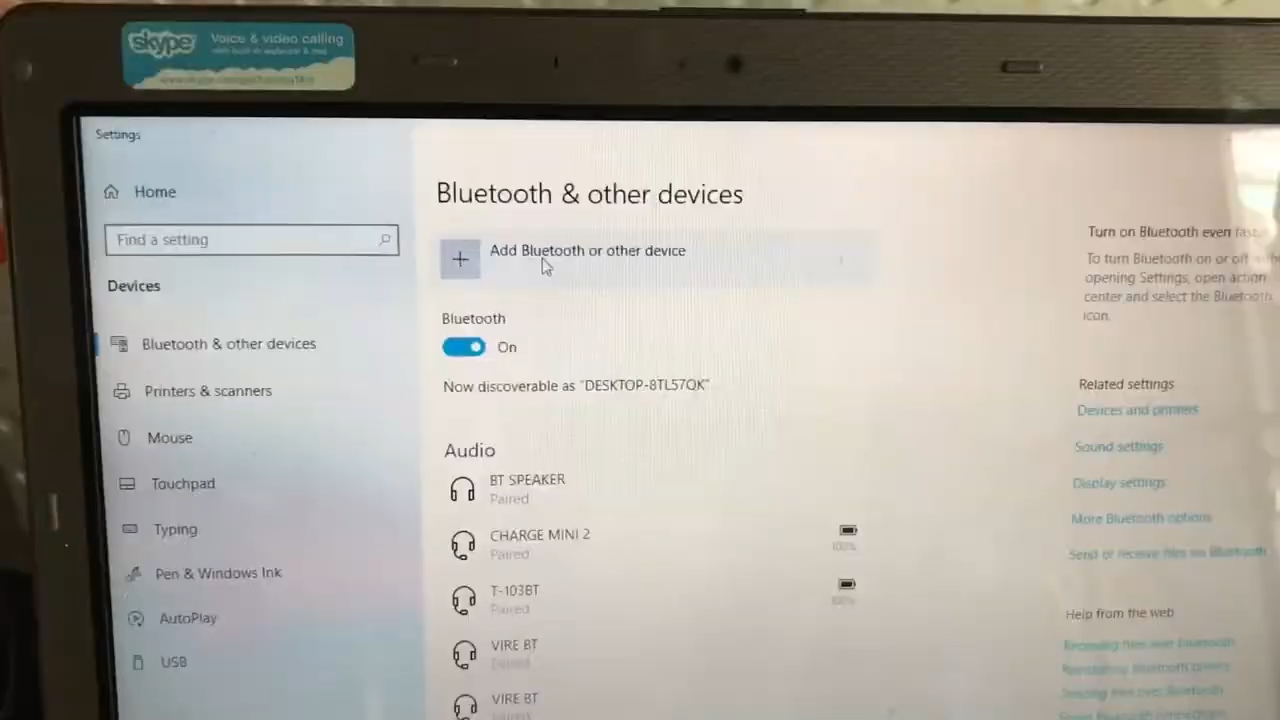 skype
Voice & video calling
Settings
Home
Find a setting
Devices
Bluetooth & other devices
Printers & scanners
Mouse
Touchpad
Typing
Pen & Windows Ink
AutoPlay
USB
Bluetooth & other devices
Add Bluetooth or other device
Bluetooth
On
Now discoverable as "DESKTOP-8TL57QK"
Audio
BT SPEAKER
Paired
CHARGE MINI 2
Paired
100%
T-103BT
Paired
VIRE BT
Paired
VIRE BT
Turn on Bluetooth even
To turn Bluetooth on or off
opening Settings, open action
center and select the Bluetooth
icon.
Related settings
Devices and printers
Sound settings
Display settings
More Bluetooth options
Send or receive files via Bluetooth
Help from the web